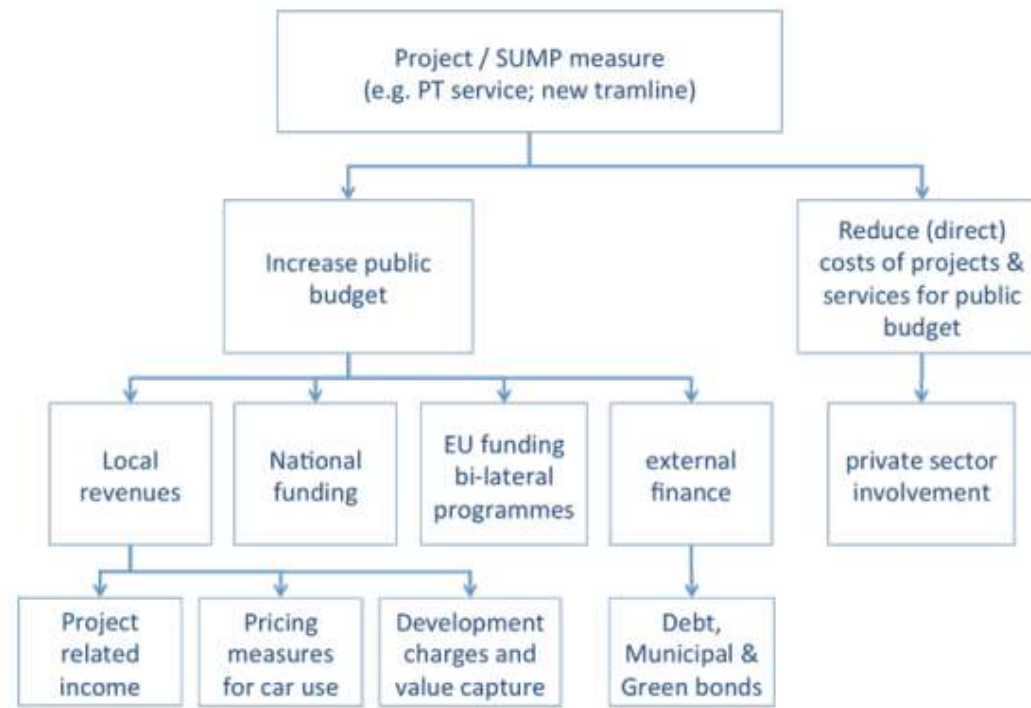 Project / SUMP measure
(e.g. PT service; new tramline)
Increase public
budget
Reduce (direct)
costs of projects &
services for public
budget
Local
revenues
National
funding
EU funding
bi-lateral
programmes
external
finance
private sector
involvement
Project
related
income
Pricing
measures
for car use
Development
charges and
value capture
Debt,
Municipal &
Green bonds